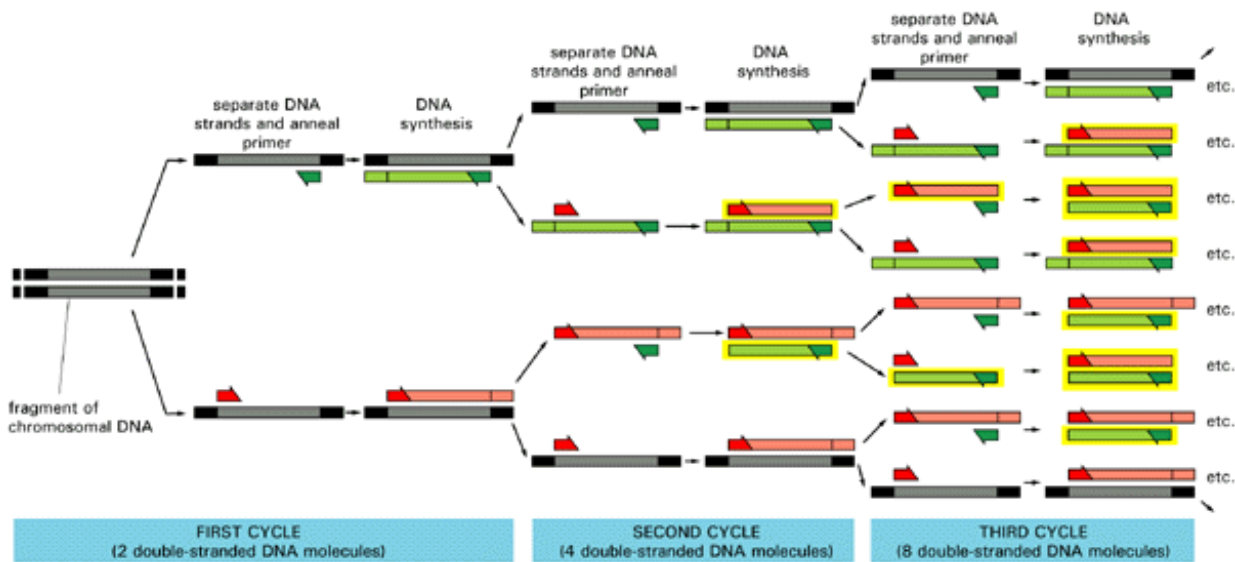 separate DNA
strands and anneal
primer
DNA
synthesis
separate DNA
strands and anneal
primer
DNA
synthesis
separate DNA
strands and anneal
primer
DNA
synthesis
etc.
etc.
etc.
etc.
etc.
etc.
etc.
etc.
fragment of
chromosomal DNA
FIRST CYCLE
(2 double-stranded DNA molecules)
SECOND CYCLE
(4 double-stranded DNA molecules)
THIRD CYCLE
(8 double-stranded DNA molecules)